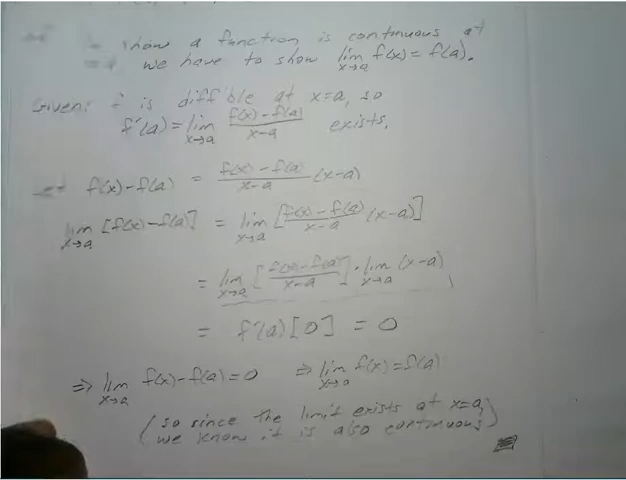 show a function is continuous at
we have to show lim x→a f(x) = f(a).
Given: f is diff'ble at x=a, so
f'(a) = lim x→a (f(x)-f(a))/(x-a) exists.
f(x)-f(a) = (f(x)-f(a))/(x-a) · (x-a)
lim x→a [f(x)-f(a)] = lim x→a [(f(x)-f(a))/(x-a) (x-a)]
= lim x→a [(f(x)-f(a))/(x-a)] · lim x→a (x-a)
= f'(a)[0] = 0
⇒ lim x→a f(x)-f(a)=0 ⇒ lim x→a f(x)=f(a)
(so since the limit exists at x=a,
we know it is also continuous)